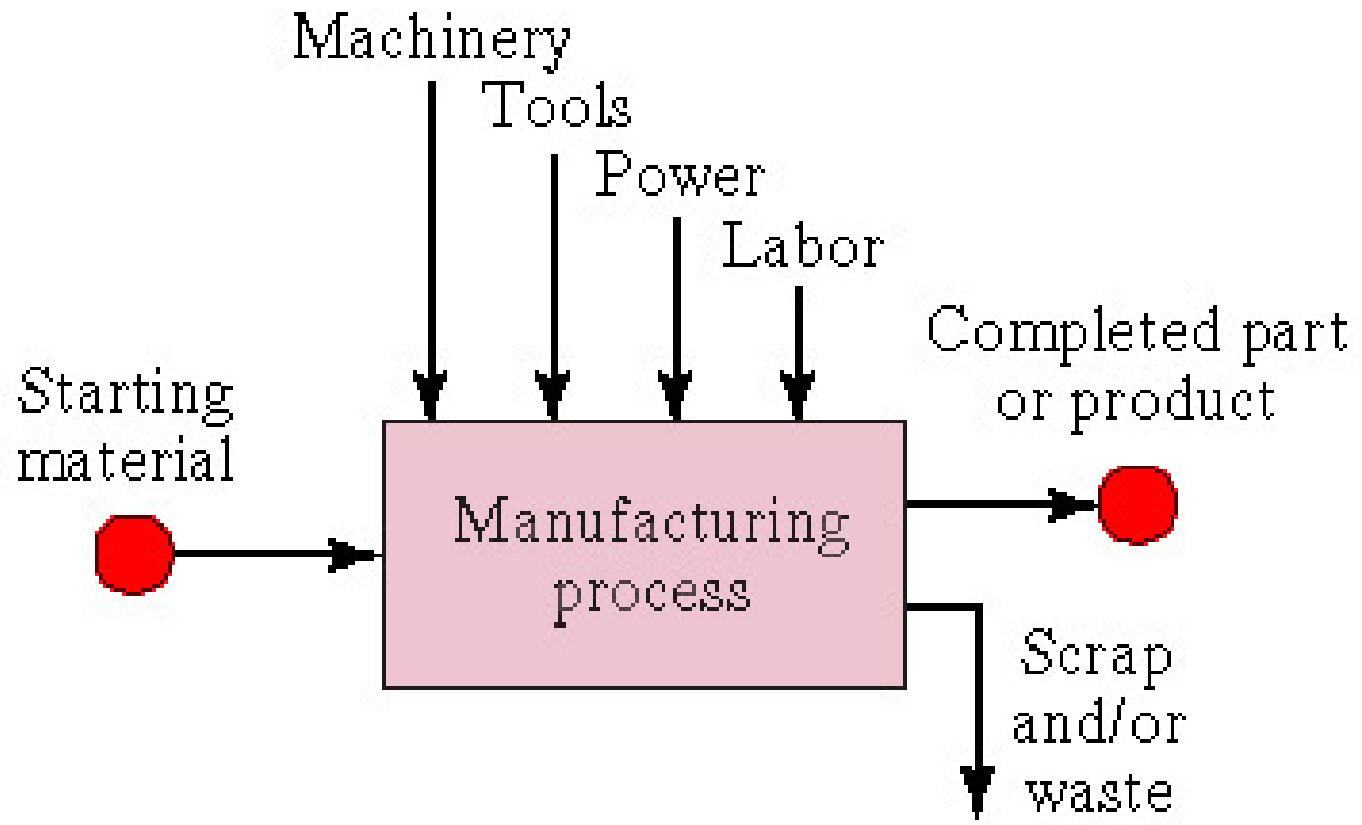 Machinery
Tools
Power
Labor
Completed part
or product
Starting
material
Manufacturing
process
Scrap
and/or
waste